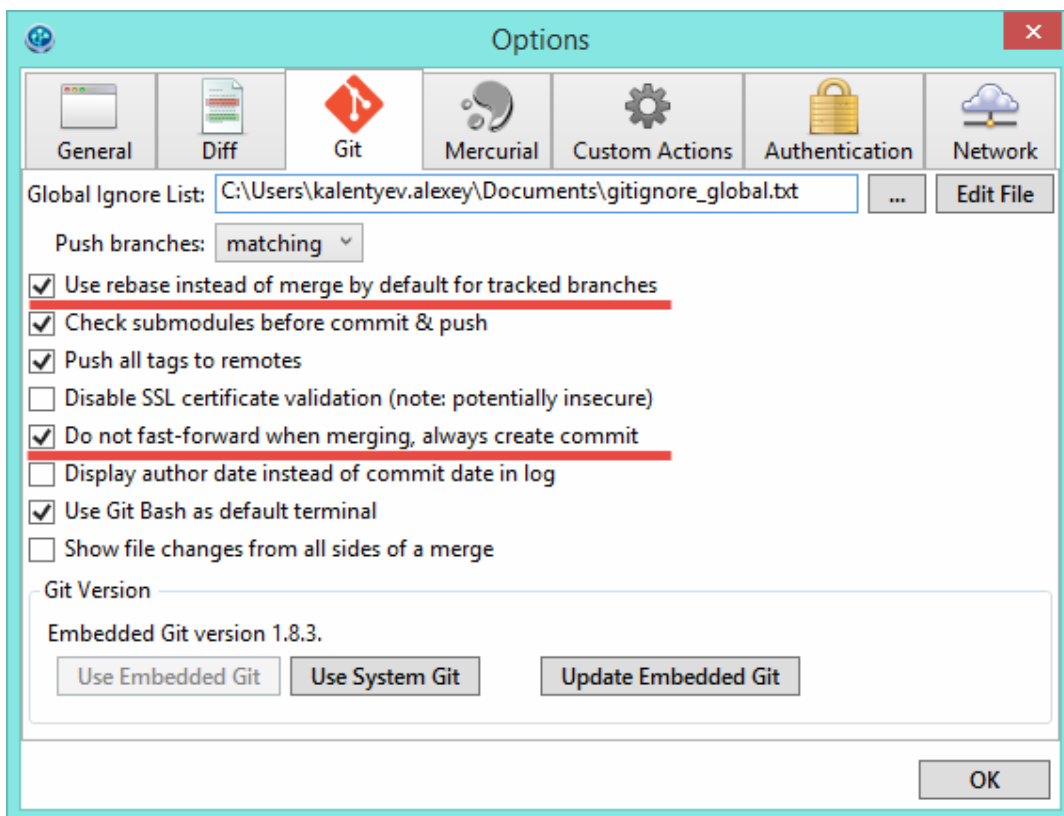 Options
General Diff Git Mercurial Custom Actions Authentication Network
Global Ignore List: C:\Users\kalentyev.alexey\Documents\gitignore_global.txt ... Edit File
Push branches: matching
Use rebase instead of merge by default for tracked branches
Check submodules before commit & push
Push all tags to remotes
Disable SSL certificate validation (note: potentially insecure)
Do not fast-forward when merging, always create commit
Display author date instead of commit date in log
Use Git Bash as default terminal
Show file changes from all sides of a merge
Git Version
Embedded Git version 1.8.3.
Use Embedded Git Use System Git Update Embedded Git
OK